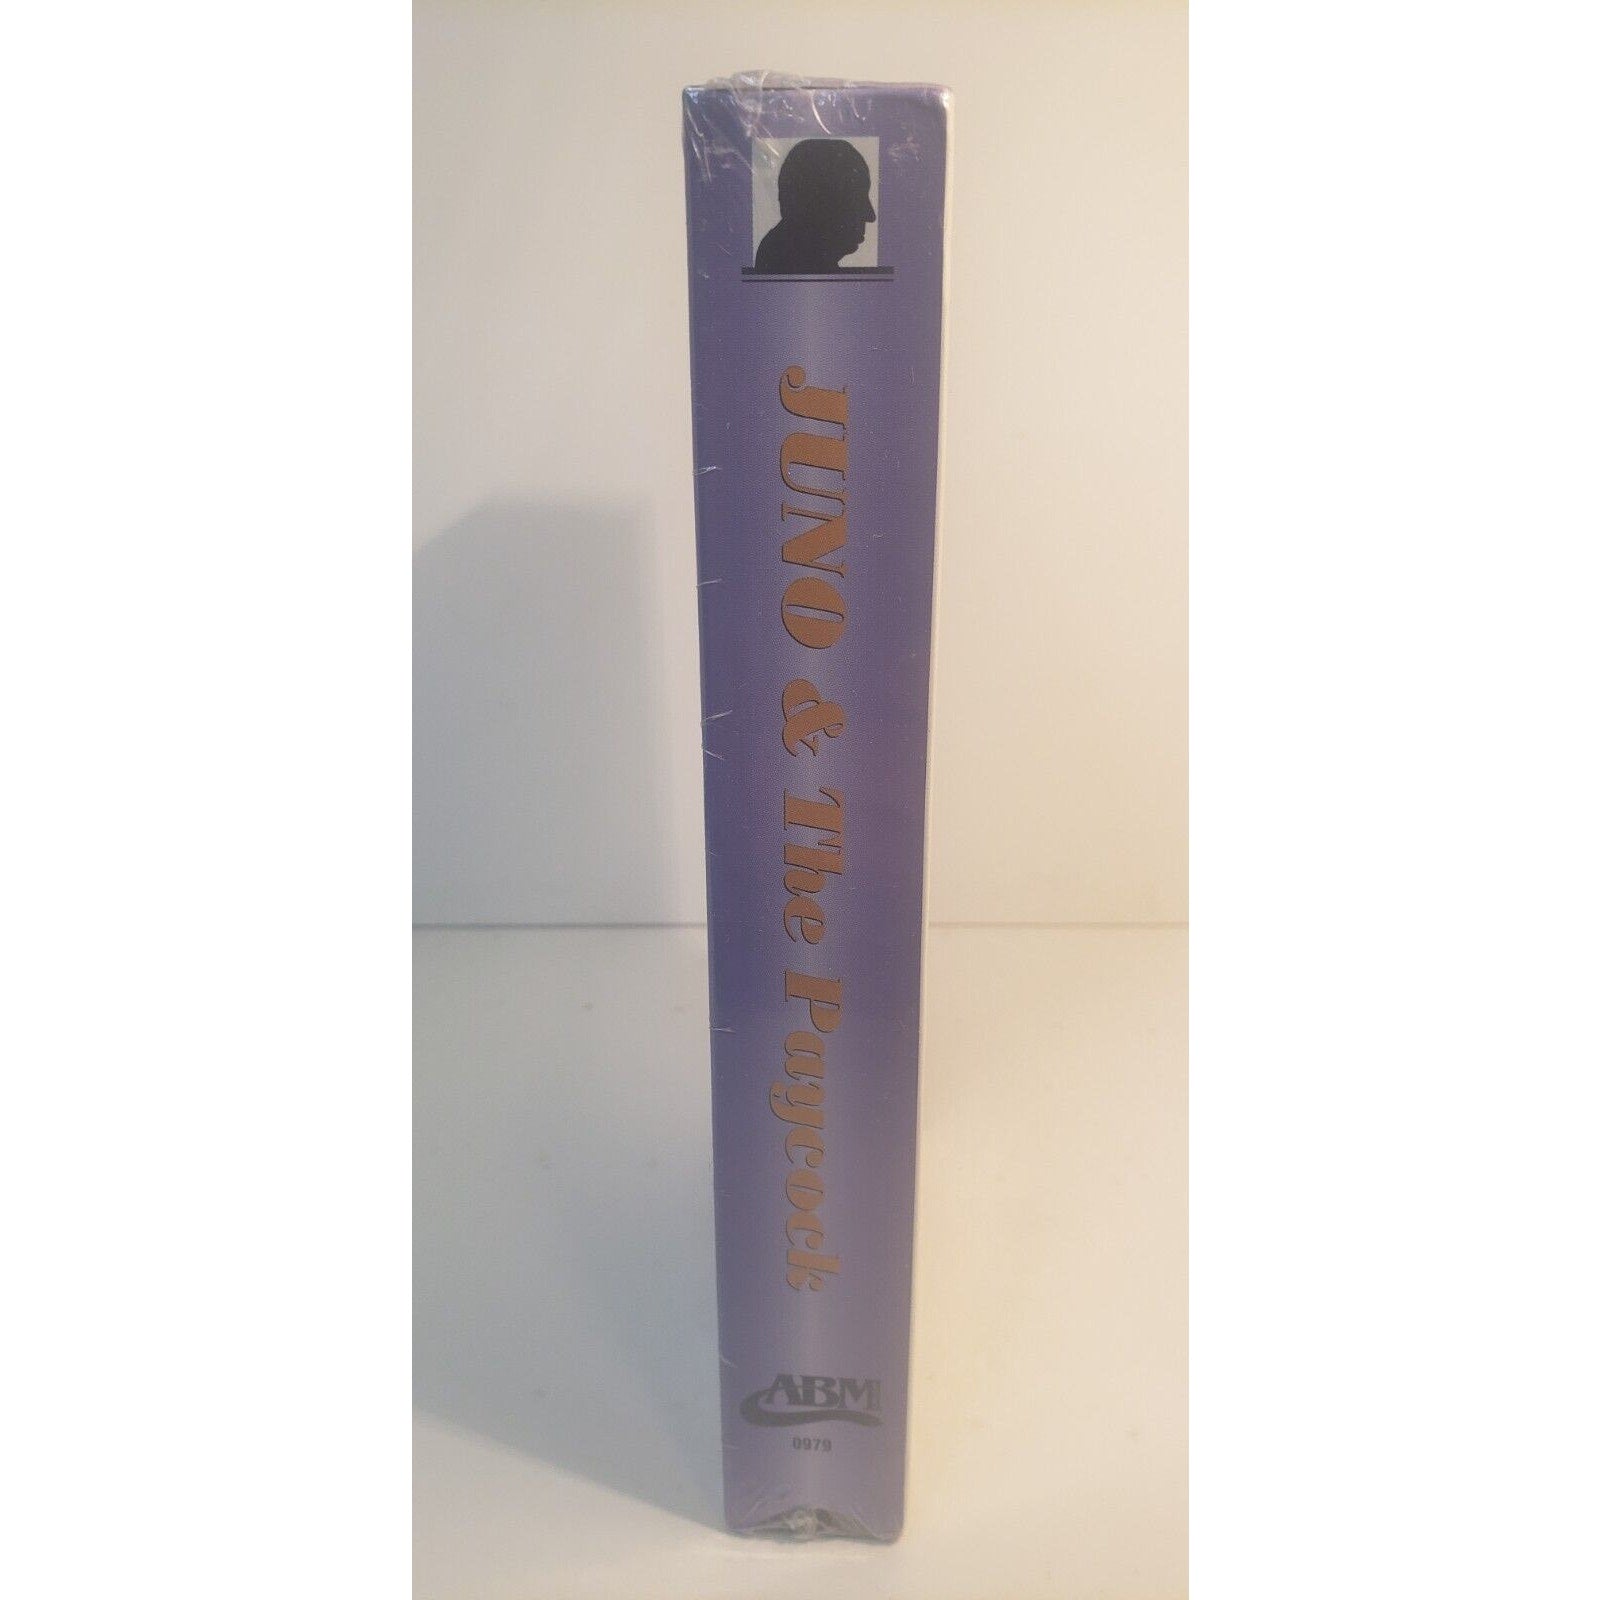 JUNO & The Paycock
ABM
0979